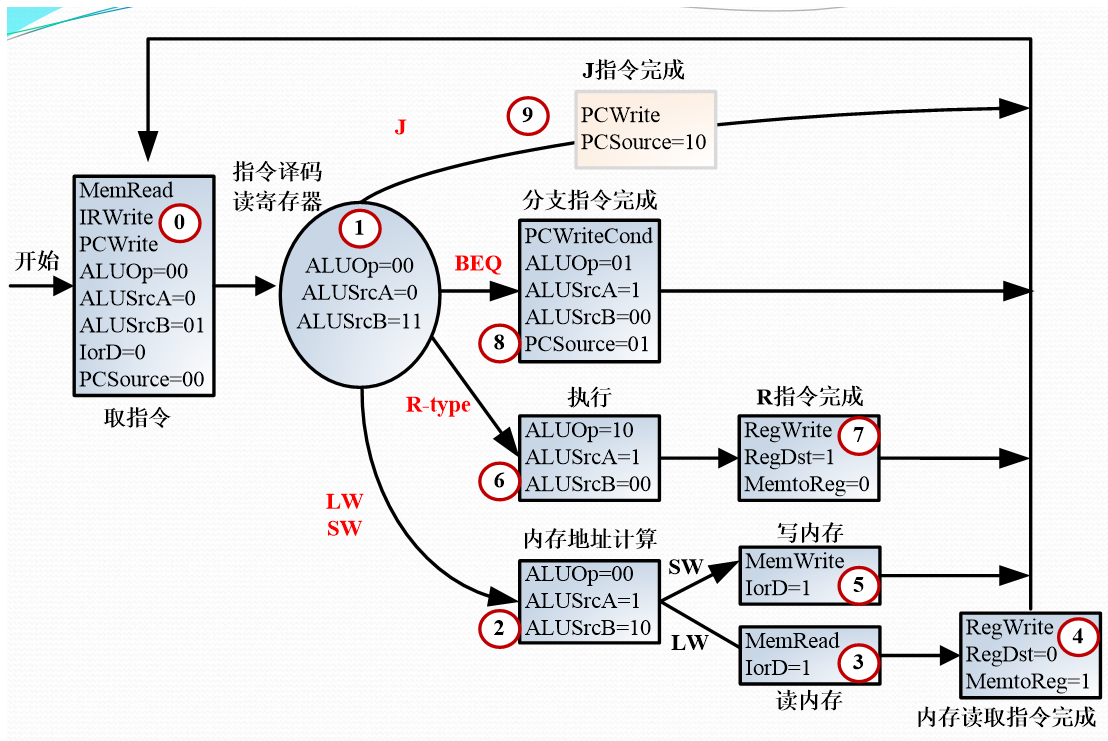 J指令完成
9
PCWrite
PCSource=10
J
指令译码
读寄存器
MemRead
IRWrite
0
PCWrite
ALUOp=00
ALUSrcA=0
ALUSrcB=01
IorD=0
PCSource=00
取指令
开始
1
ALUOp=00
ALUSrcA=0
ALUSrcB=11
分支指令完成
BEQ
PCWriteCond
ALUOp=01
ALUSrcA=1
ALUSrcB=00
8
PCSource=01
R-type
执行
ALUOp=10
ALUSrcA=1
6
ALUSrcB=00
R指令完成
RegWrite
7
RegDst=1
MemtoReg=0
LW
SW
内存地址计算
ALUOp=00
ALUSrcA=1
2
ALUSrcB=10
SW
LW
写内存
MemWrite
IorD=1
5
MemRead
IorD=1
3
读内存
RegWrite
4
RegDst=0
MemtoReg=1
内存读取指令完成